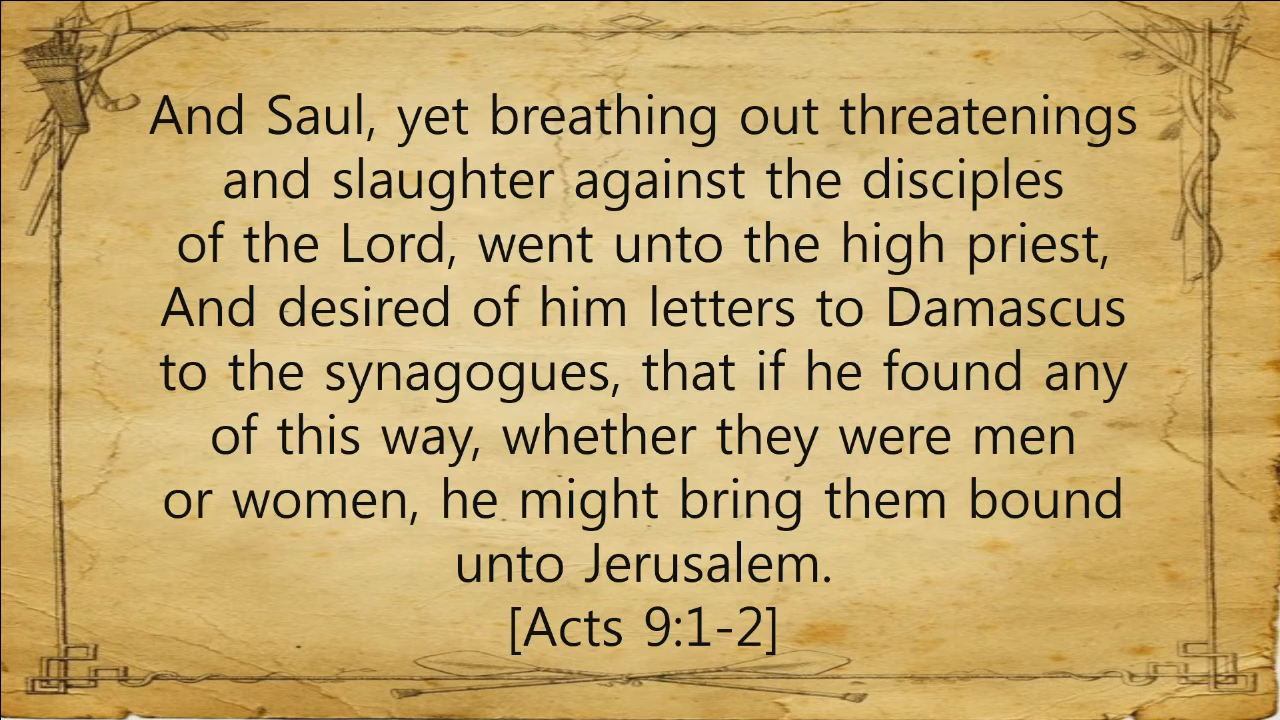 And Saul, yet breathing out threatenings
and slaughter against the disciples
of the Lord, went unto the high priest,
And desired of him letters to Damascus
to the synagogues, that if he found any
of this way, whether they were men
or women, he might bring them bound
unto Jerusalem.
[Acts 9:1-2]